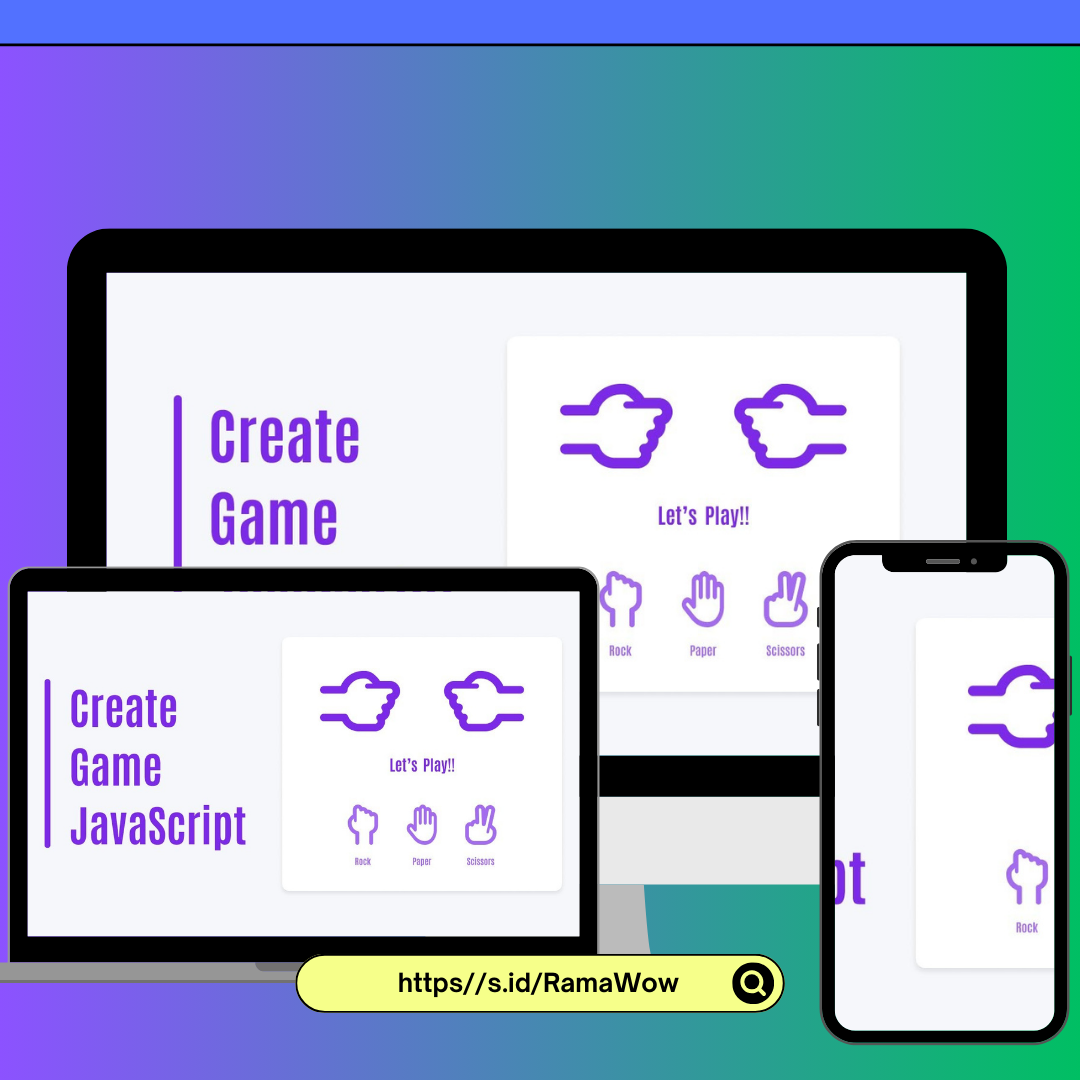 Create
Game
Let's Play!!
Rock
Paper
Scissors
Create
Game
JavaScript
Let's Play!!
Rock
Paper
Scissors
pt
Rock
https//s.id/RamaWow